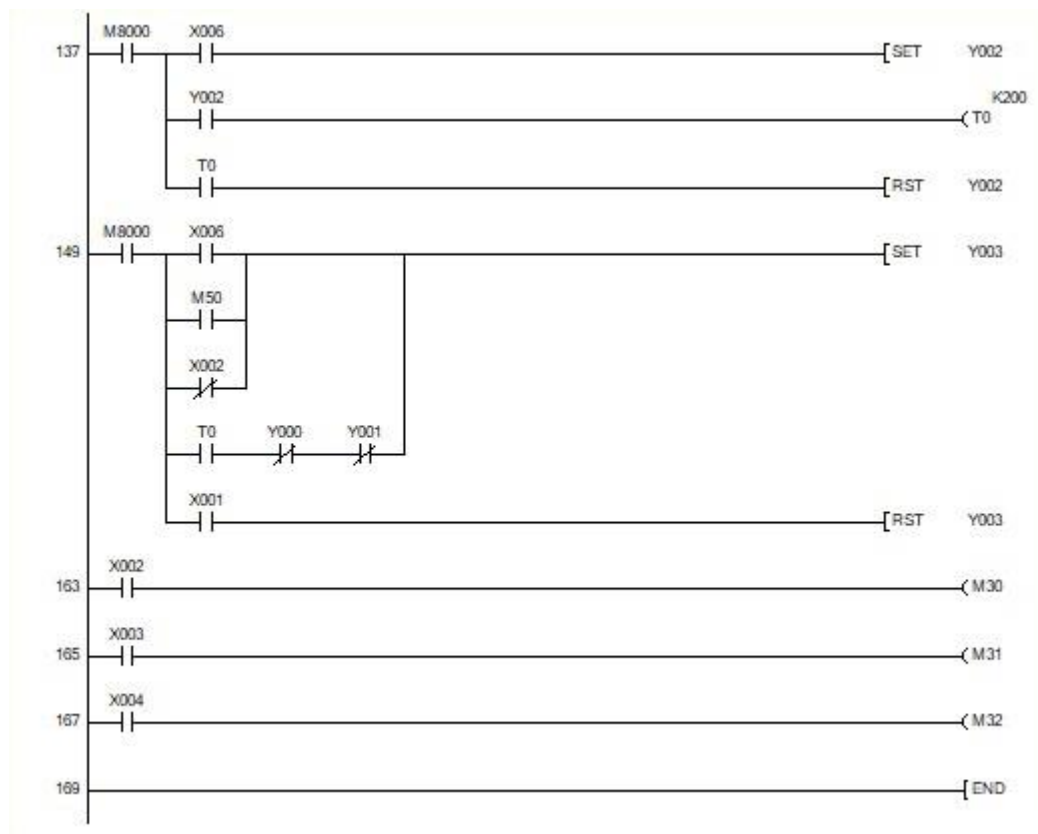 M8000 X006
137 SET Y002
Y002 K200
T0
T0
RST Y002
M8000 X006
149 SET Y003
M50
X002
T0 Y000 Y001
X001
RST Y003
X002
163 M30
X003
165 M31
X004
167 M32
169 END